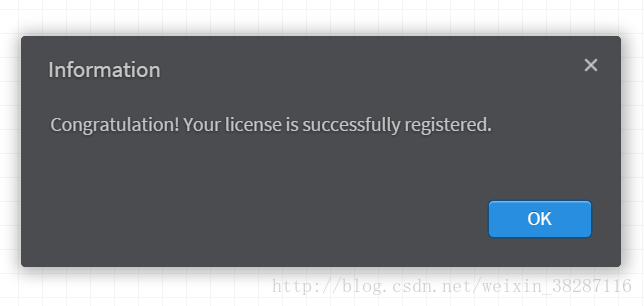 Information
Congratulation! Your license is successfully registered.
OK
http://blog.csdn.net/weixin_38287116